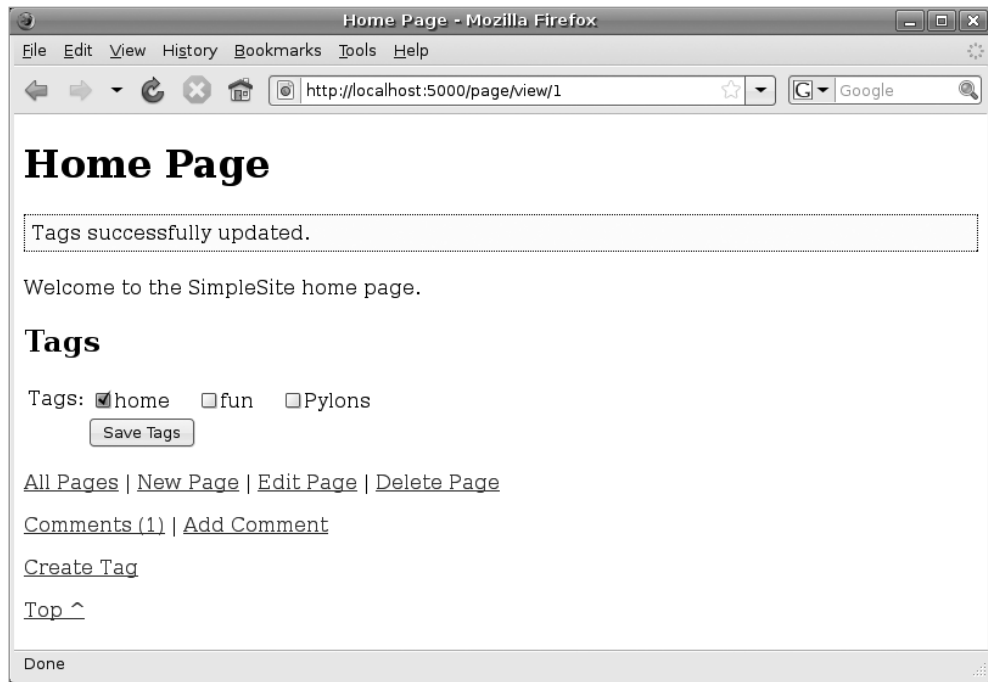 Home Page - Mozilla Firefox
File Edit View History Bookmarks Tools Help
http://localhost:5000/page/view/1 G Google
Home Page
Tags successfully updated.
Welcome to the SimpleSite home page.
Tags
Tags: home fun Pylons
Save Tags
All Pages | New Page | Edit Page | Delete Page
Comments (1) | Add Comment
Create Tag
Top ^
Done